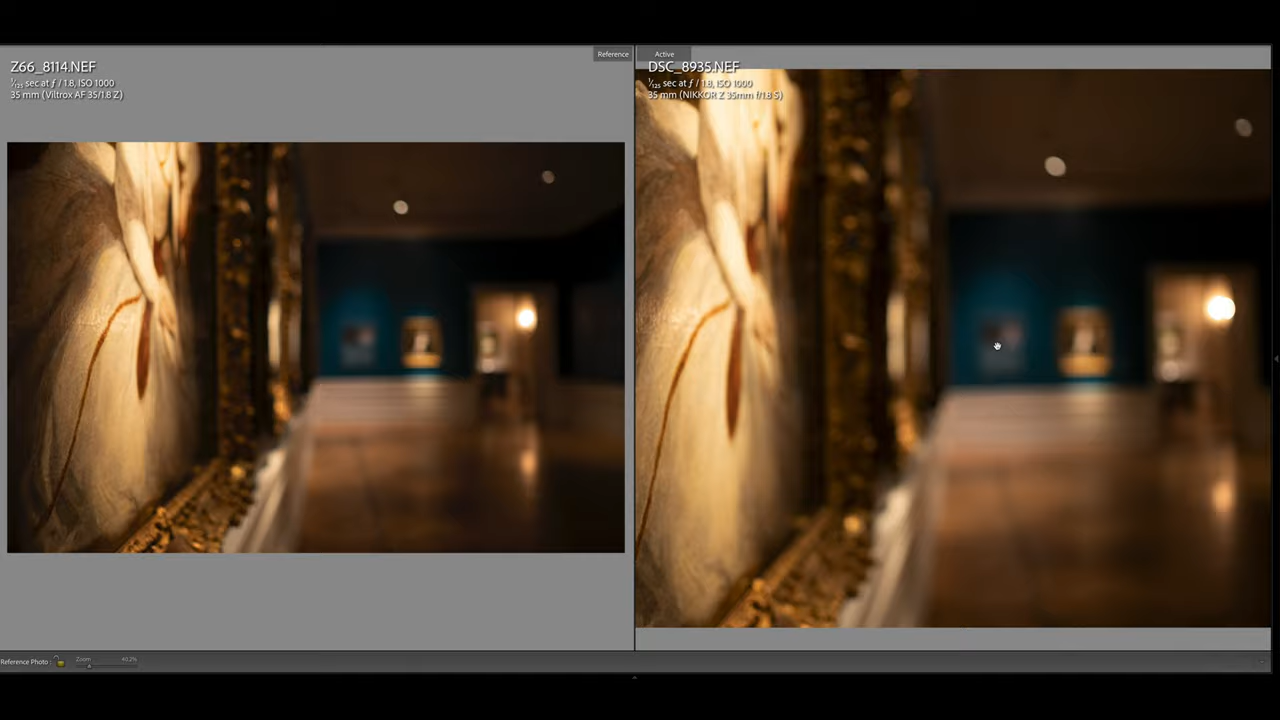 Reference
Z66_8114.NEF
1/125 sec at ƒ / 1.8, ISO 1000
35 mm (Viltrox AF 35/1.8 Z)
Active
DSC_8935.NEF
1/125 sec at ƒ / 1.8, ISO 1000
35 mm (NIKKOR Z 35mm f/1.8 S)
Reference Photo :
Zoom
40.2%